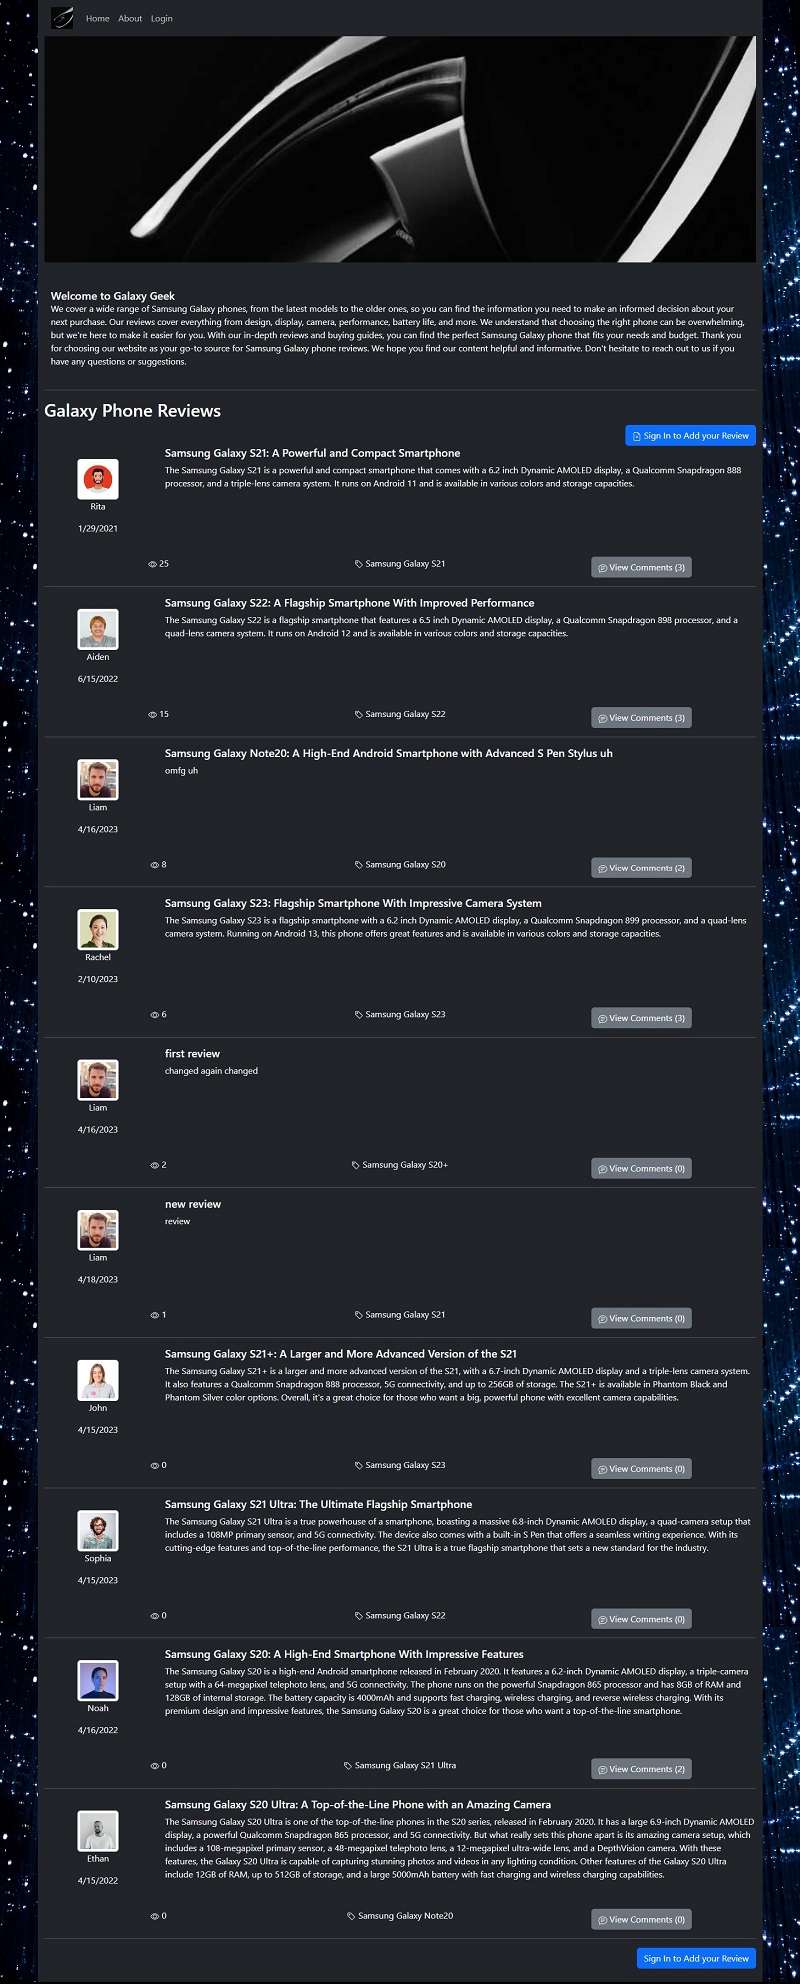 Home About Login
Welcome to Galaxy Geek
We cover a wide range of Samsung Galaxy phones, from the latest models to the older ones, so you can find the information you need to make an informed decision about your
next purchase. Our reviews cover everything from design, display, camera, performance, battery life, and more. We understand that choosing the right phone can be overwhelming,
but we're here to make it easier for you. With our in-depth reviews and buying guides, you can find the perfect Samsung Galaxy phone that fits your needs and budget. Thank you
for choosing our website as your go-to source for Samsung Galaxy phone reviews. We hope you find our content helpful and informative. Don't hesitate to reach out to us if you
have any questions or suggestions.
Galaxy Phone Reviews
Sign In to Add your Review
Samsung Galaxy S21: A Powerful and Compact Smartphone
The Samsung Galaxy S21 is a powerful and compact smartphone that comes with a 6.2 inch Dynamic AMOLED display, a Qualcomm Snapdragon 888
processor, and a triple-lens camera system. It runs on Android 11 and is available in various colors and storage capacities.
Rita
1/29/2021
25 Samsung Galaxy S21 View Comments (3)
Samsung Galaxy S22: A Flagship Smartphone With Improved Performance
The Samsung Galaxy S22 is a flagship smartphone that features a 6.5 inch Dynamic AMOLED display, a Qualcomm Snapdragon 898 processor, and a
quad-lens camera system. It runs on Android 12 and is available in various colors and storage capacities.
Aiden
6/15/2022
15 Samsung Galaxy S22 View Comments (3)
Samsung Galaxy Note20: A High-End Android Smartphone with Advanced S Pen Stylus uh
omfg uh
Liam
4/16/2023
8 Samsung Galaxy S20 View Comments (2)
Samsung Galaxy S23: Flagship Smartphone With Impressive Camera System
The Samsung Galaxy S23 is a flagship smartphone with a 6.2 inch Dynamic AMOLED display, a Qualcomm Snapdragon 899 processor, and a quad-lens
camera system. Running on Android 13, this phone offers great features and is available in various colors and storage capacities.
Rachel
2/10/2023
6 Samsung Galaxy S23 View Comments (3)
first review
changed again changed
Liam
4/16/2023
2 Samsung Galaxy S20+ View Comments (0)
new review
review
Liam
4/18/2023
1 Samsung Galaxy S21 View Comments (0)
Samsung Galaxy S21+: A Larger and More Advanced Version of the S21
The Samsung Galaxy S21+ is a larger and more advanced version of the S21, with a 6.7-inch Dynamic AMOLED display and a triple-lens camera system.
It also features a Qualcomm Snapdragon 888 processor, 5G connectivity, and up to 256GB of storage. The S21+ is available in Phantom Black and
Phantom Silver color options. Overall, it's a great choice for those who want a big, powerful phone with excellent camera capabilities.
John
4/15/2023
0 Samsung Galaxy S23 View Comments (0)
Samsung Galaxy S21 Ultra: The Ultimate Flagship Smartphone
The Samsung Galaxy S21 Ultra is a true powerhouse of a smartphone, boasting a massive 6.8-inch Dynamic AMOLED display, a quad-camera setup that
includes a 108MP primary sensor, and 5G connectivity. The device also comes with a built-in S Pen that offers a seamless writing experience. With its
cutting-edge features and top-of-the-line performance, the S21 Ultra is a true flagship smartphone that sets a new standard for the industry.
Sophia
4/15/2023
0 Samsung Galaxy S22 View Comments (0)
Samsung Galaxy S20: A High-End Smartphone With Impressive Features
The Samsung Galaxy S20 is a high-end Android smartphone released in February 2020. It features a 6.2-inch Dynamic AMOLED display, a triple-camera
setup with a 64-megapixel telephoto lens, and 5G connectivity. The phone runs on the powerful Snapdragon 865 processor and has 8GB of RAM and
128GB of internal storage. The battery capacity is 4000mAh and supports fast charging, wireless charging, and reverse wireless charging. With its
premium design and impressive features, the Samsung Galaxy S20 is a great choice for those who want a top-of-the-line smartphone.
Noah
4/16/2022
0 Samsung Galaxy S21 Ultra View Comments (2)
Samsung Galaxy S20 Ultra: A Top-of-the-Line Phone with an Amazing Camera
The Samsung Galaxy S20 Ultra is one of the top-of-the-line phones in the S20 series, released in February 2020. It has a large 6.9-inch Dynamic AMOLED
display, a powerful Qualcomm Snapdragon 865 processor, and 5G connectivity. But what really sets this phone apart is its amazing camera setup, which
includes a 108-megapixel primary sensor, a 48-megapixel telephoto lens, a 12-megapixel ultra-wide lens, and a DepthVision camera. With these
features, the Galaxy S20 Ultra is capable of capturing stunning photos and videos in any lighting condition. Other features of the Galaxy S20 Ultra
include 12GB of RAM, up to 512GB of storage, and a large 5000mAh battery with fast charging and wireless charging capabilities.
Ethan
4/15/2022
0 Samsung Galaxy Note20 View Comments (0)
Sign In to Add your Review